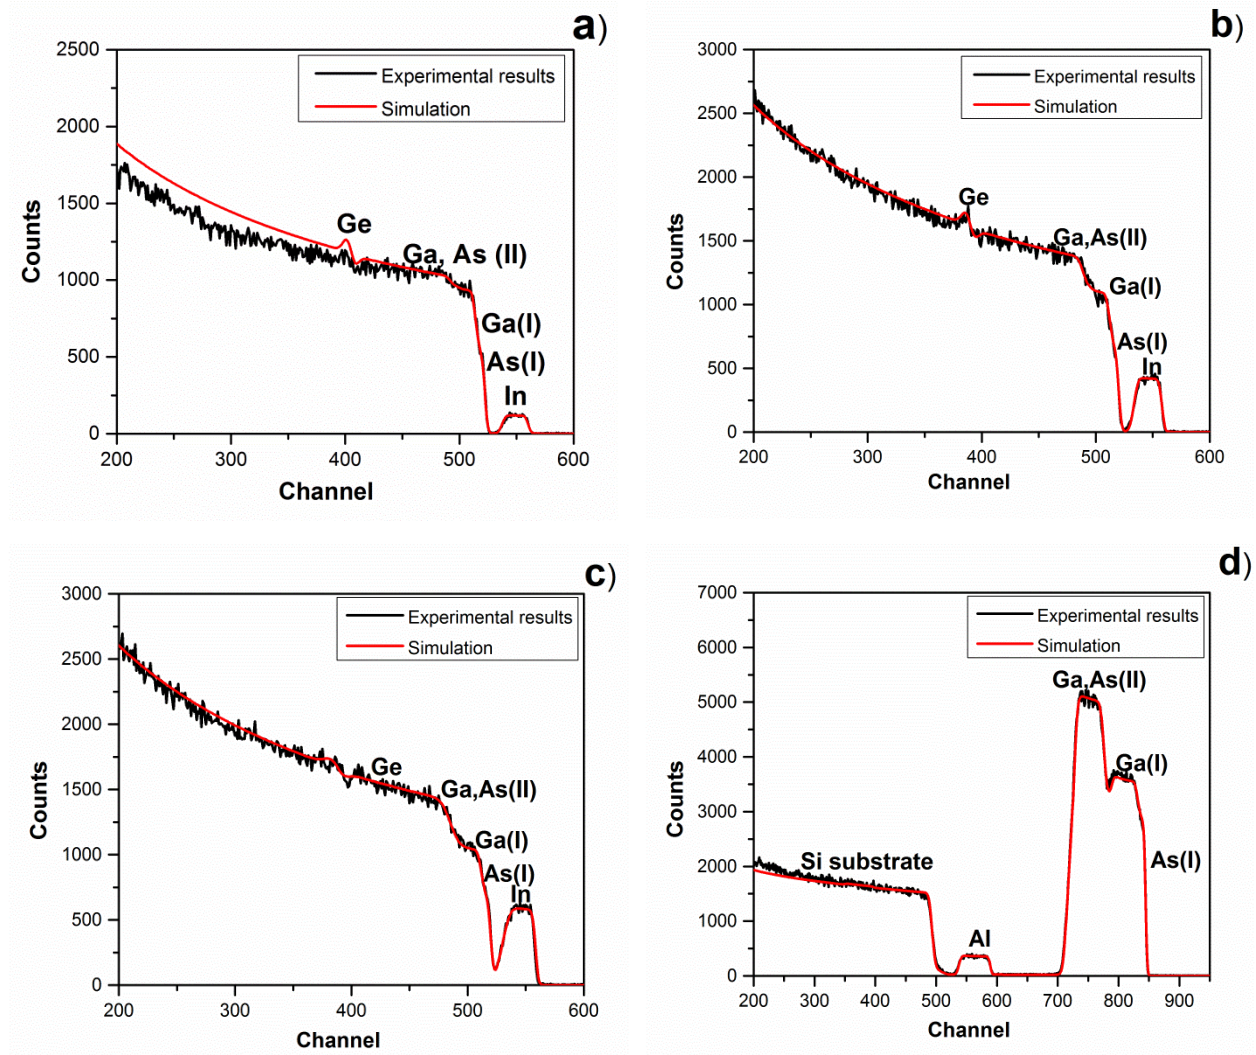 a)
2500
2000
1500
1000
500
0
Counts
Experimental results
Simulation
Ge
Ga, As (II)
Ga(I)
As(I)
In
200 300 400 500 600
Channel
b)
3000
2500
2000
1500
1000
500
0
Counts
Experimental results
Simulation
Ge
Ga,As(II)
Ga(I)
As(I)
In
200 300 400 500 600
Channel
c)
3000
2500
2000
1500
1000
500
0
Counts
Experimental results
Simulation
Ge
Ga,As(II)
Ga(I)
As(I)
In
200 300 400 500 600
Channel
d)
7000
6000
5000
4000
3000
2000
1000
0
Counts
Experimental results
Simulation
Ga,As(II)
Ga(I)
As(I)
Si substrate
Al
200 300 400 500 600 700 800 900
Channel